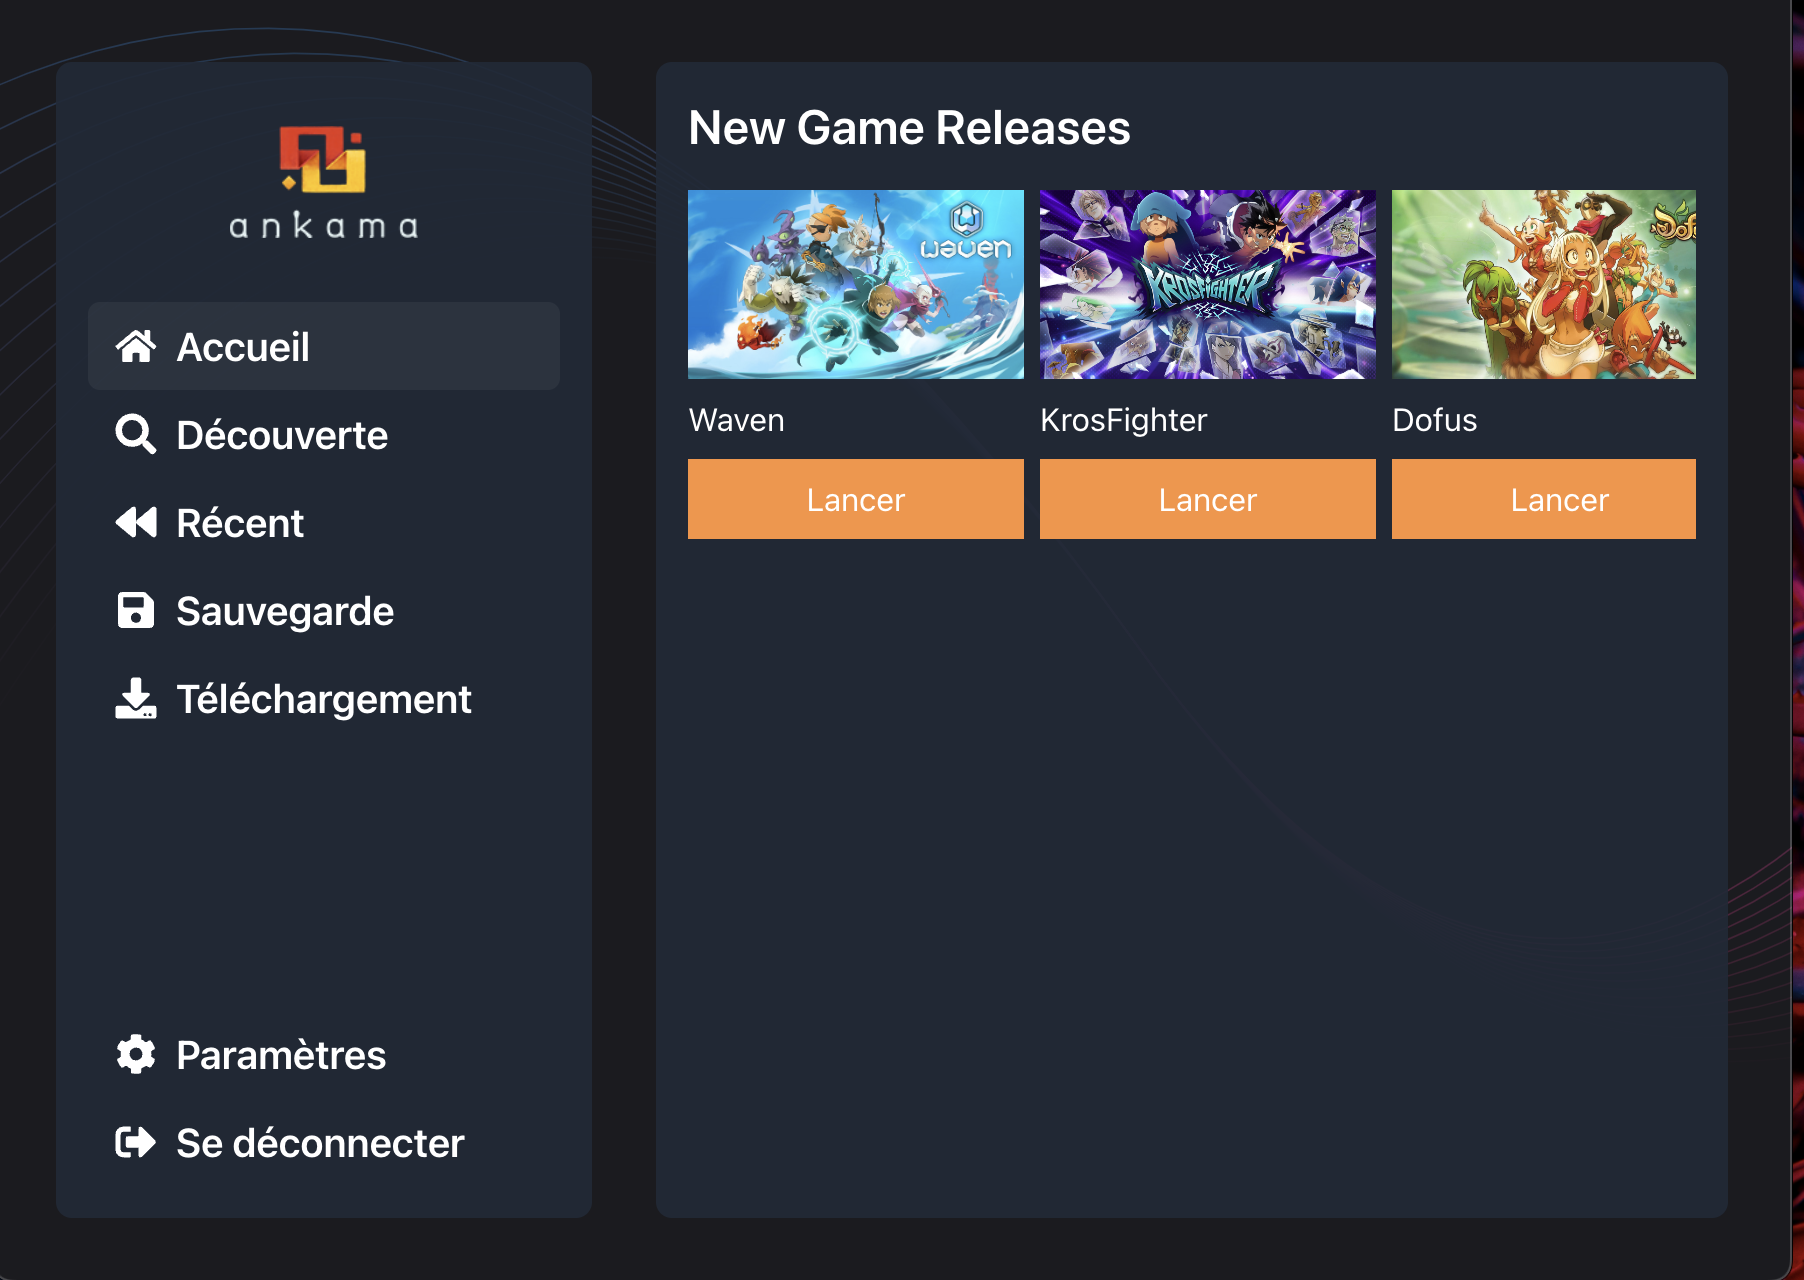 ankama
Accueil
Découverte
Récent
Sauvegarde
Téléchargement
Paramètres
Se déconnecter
New Game Releases
waven
KROSFIGHTER
Waven
KrosFighter
Dofus
Lancer
Lancer
Lancer